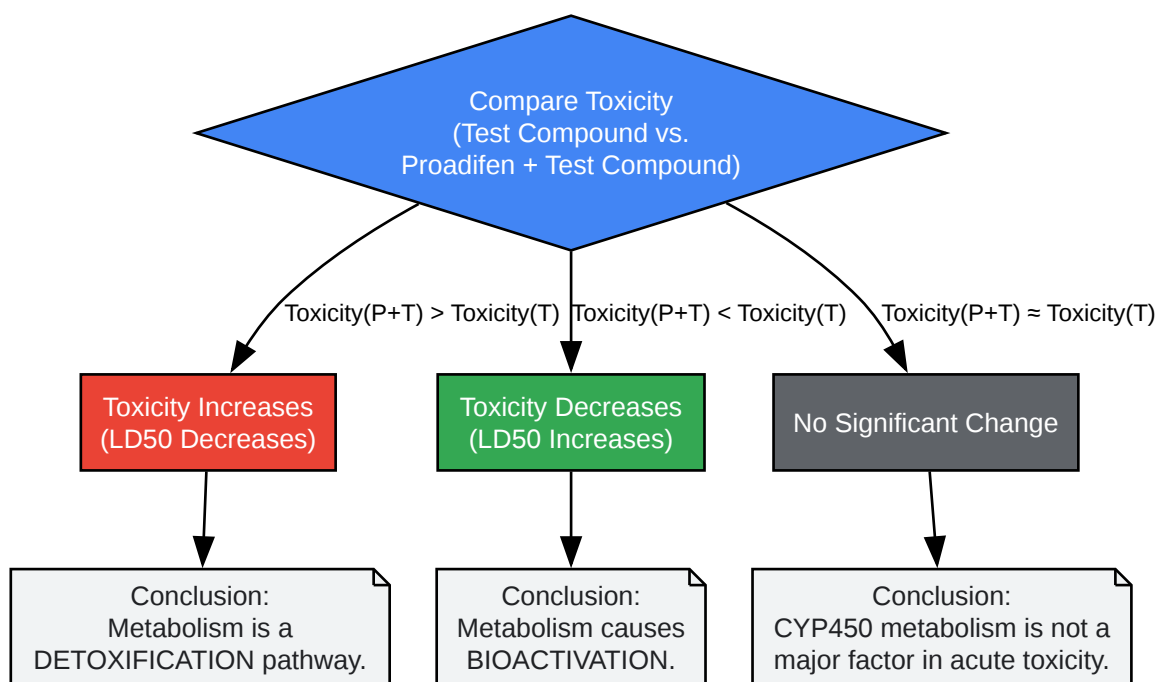 Compare Toxicity
(Test Compound vs.
Proadifen + Test Compound)
Toxicity(P+T) > Toxicity(T)
Toxicity(P+T) < Toxicity(T)
Toxicity(P+T) ≈ Toxicity(T)
Toxicity Increases
(LD50 Decreases)
Toxicity Decreases
(LD50 Increases)
No Significant Change
Conclusion:
Metabolism is a
DETOXIFICATION pathway.
Conclusion:
Metabolism causes
BIOACTIVATION.
Conclusion:
CYP450 metabolism is not a
major factor in acute toxicity.